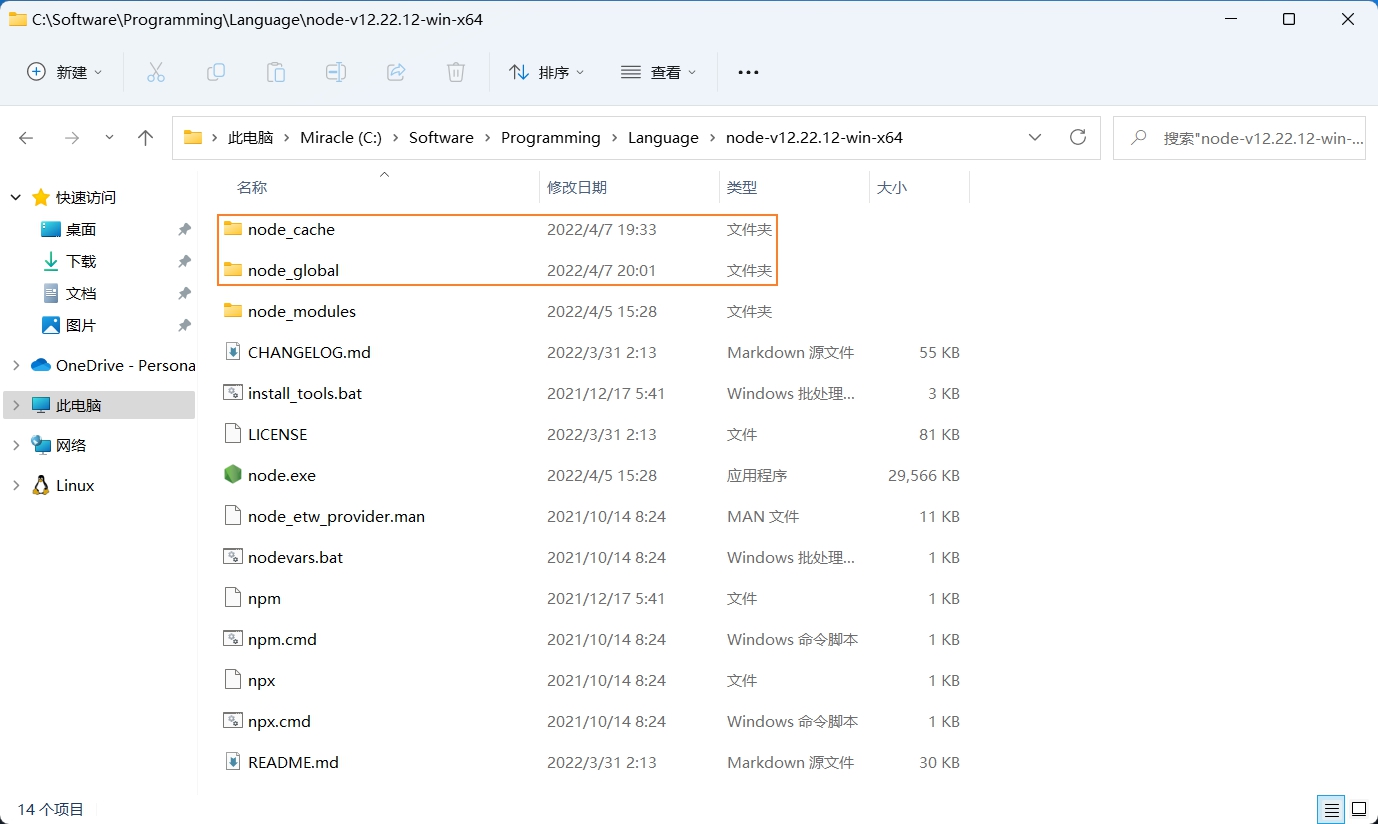 C:\Software\Programming\Language\node-v12.22.12-win-x64
新建 排序 查看
此电脑 Miracle (C:) Software Programming Language node-v12.22.12-win-x64 搜索"node-v12.22.12-win-...
名称 修改日期 类型 大小
快速访问
桌面
下载
文档
图片
OneDrive - Persona
此电脑
网络
Linux
node_cache 2022/4/7 19:33 文件夹
node_global 2022/4/7 20:01 文件夹
node_modules 2022/4/5 15:28 文件夹
CHANGELOG.md 2022/3/31 2:13 Markdown 源文件 55 KB
install_tools.bat 2021/12/17 5:41 Windows 批处理... 3 KB
LICENSE 2022/3/31 2:13 文件 81 KB
node.exe 2022/4/5 15:28 应用程序 29,566 KB
node_etw_provider.man 2021/10/14 8:24 MAN 文件 11 KB
nodevars.bat 2021/10/14 8:24 Windows 批处理... 1 KB
npm 2021/12/17 5:41 文件 1 KB
npm.cmd 2021/10/14 8:24 Windows 命令脚本 1 KB
npx 2021/10/14 8:24 文件 1 KB
npx.cmd 2021/10/14 8:24 Windows 命令脚本 1 KB
README.md 2022/3/31 2:13 Markdown 源文件 30 KB
14 个项目